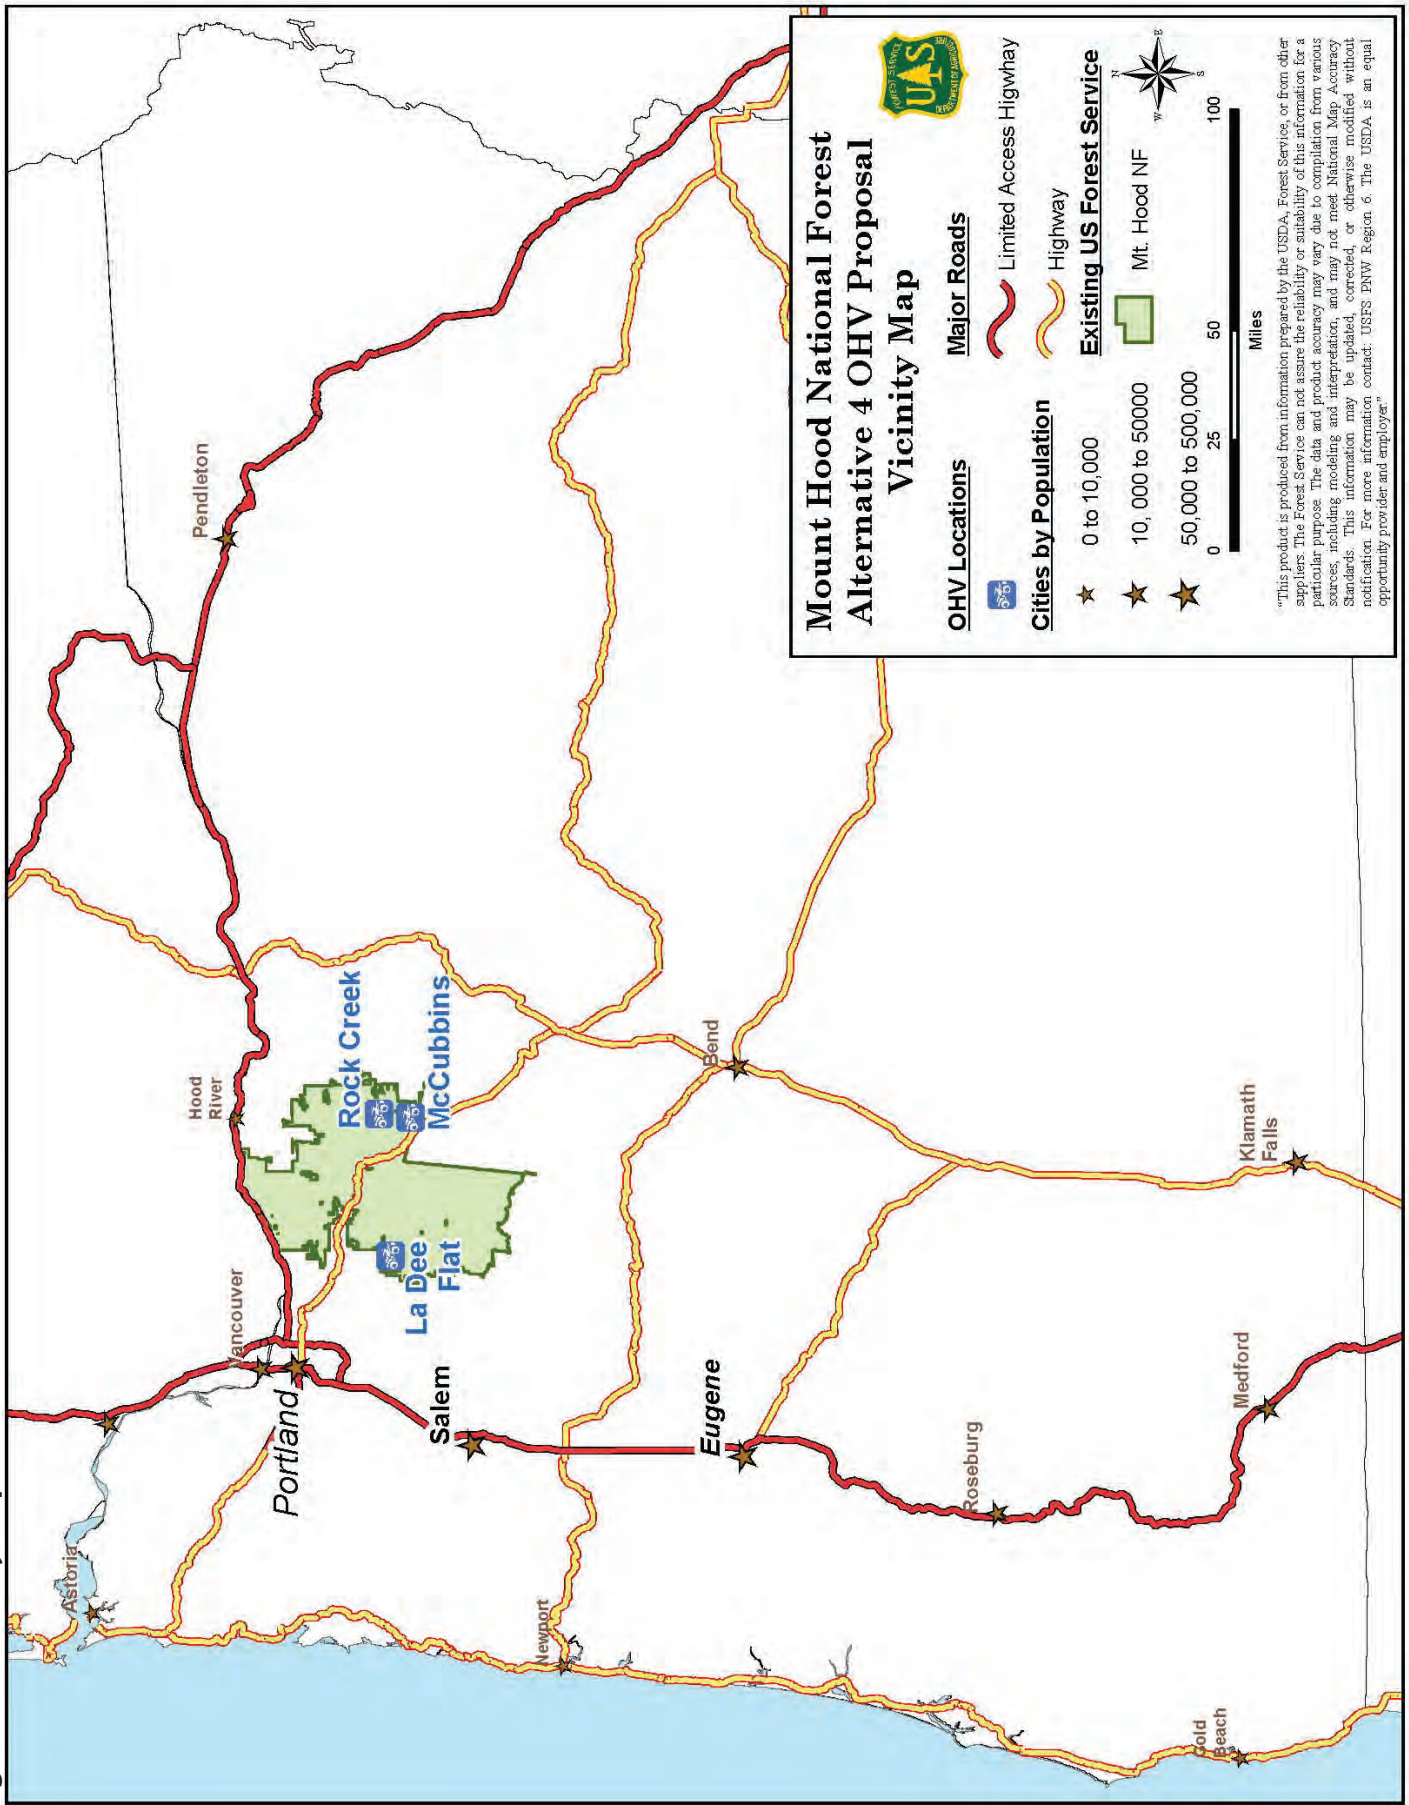 Astoria
Vancouver
Portland
Hood
River
Pendleton
Rock Creek
McCubbins
La Dee
Flat
Salem
Newport
Eugene
Bend
Roseburg
Medford
Klamath
Falls
Gold
Beach
Mount Hood National Forest
Alternative 4 OHV Proposal
Vicinity Map
FOREST SERVICE
U S
DEPARTMENT OF AGRICULTURE
OHV Locations
Major Roads
Limited Access Higwhay
Highway
Cities by Population
0 to 10,000
10, 000 to 50000
50,000 to 500,000
Existing US Forest Service
Mt. Hood NF
N
W E
S
0 25 50 100
Miles
"This product is produced from information prepared by the USDA, Forest Service, or from other
suppliers. The Forest Service can not assure the reliability or suitability of this information for a
particular purpose. The data and product accuracy may vary due to compilation from various
sources, including modeling and interpretation, and may not meet National Map Accuracy
Standards. This information may be updated, corrected, or otherwise modified without
notification. For more information contact: USFS PNW Region 6. The USDA is an equal
opportunity provider and employer."